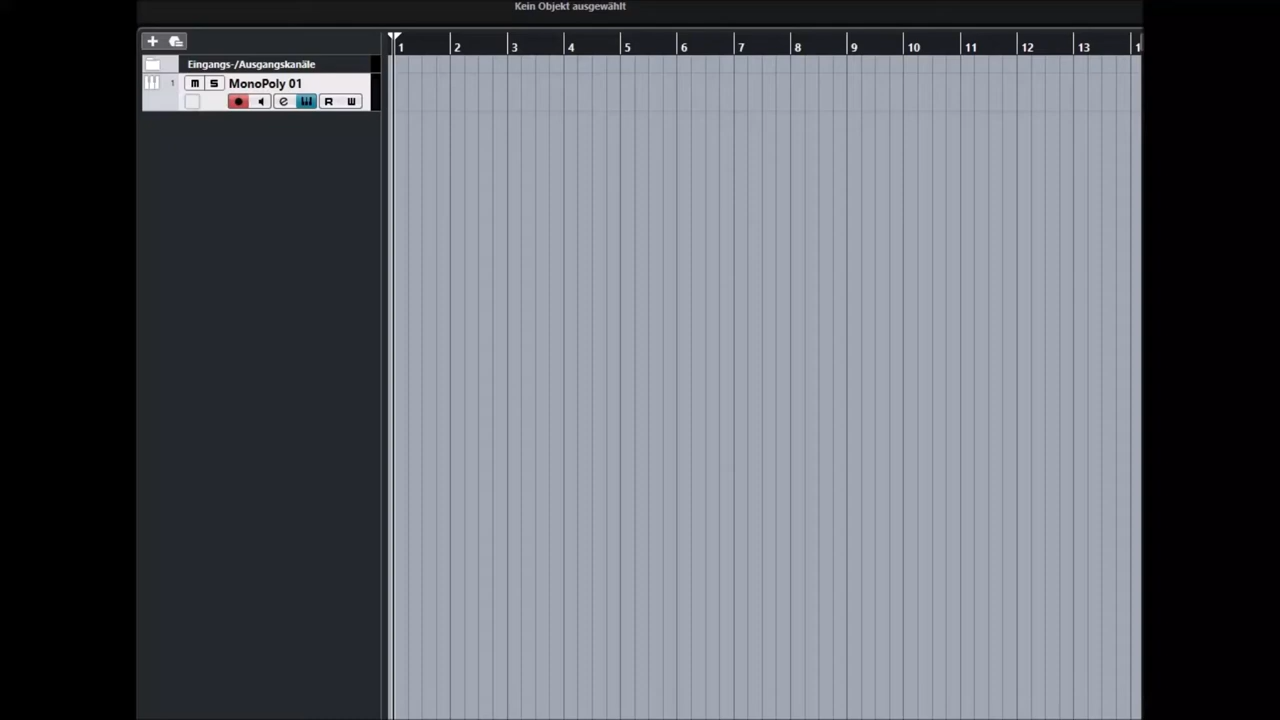 Kein Objekt ausgewählt
1 2 3 4 5 6 7 8 9 10 11 12 13
Eingangs-/Ausgangskanäle
1 M S MonoPoly 01
e R W